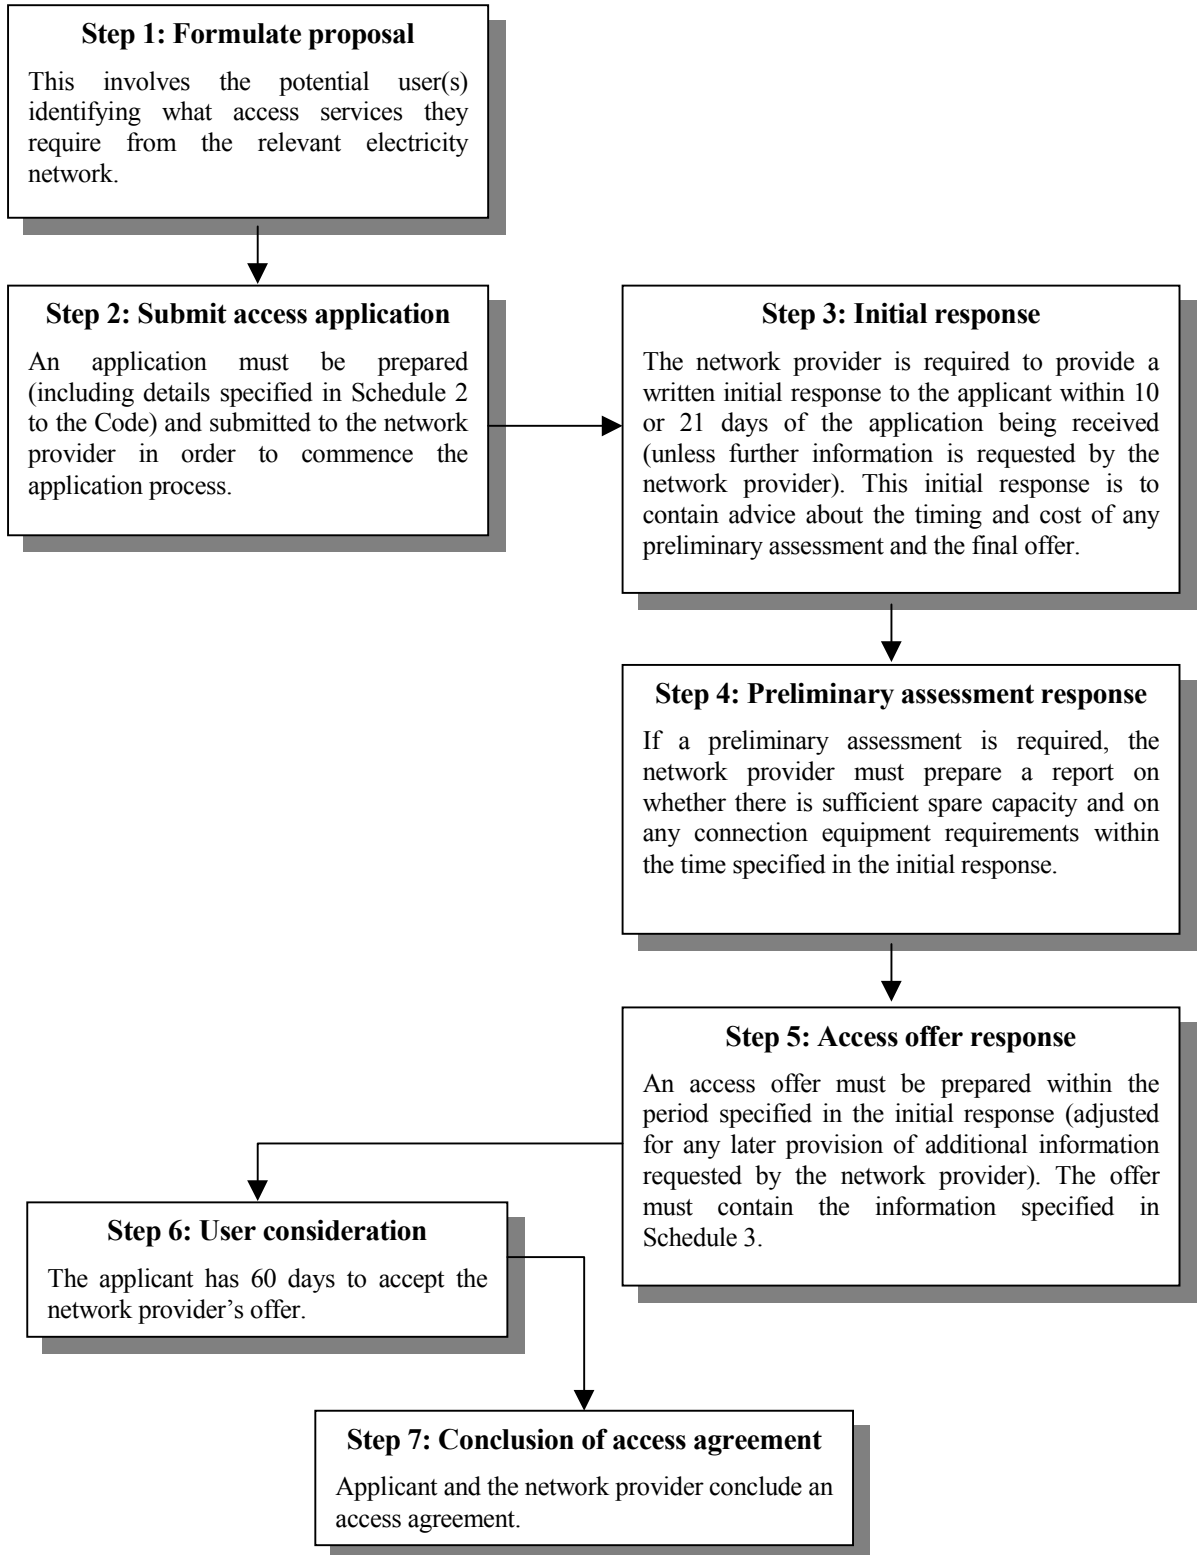 Step 1: Formulate proposal
This involves the potential user(s)
identifying what access services they
require from the relevant electricity
network.
Step 2: Submit access application
An application must be prepared
(including details specified in Schedule 2
to the Code) and submitted to the network
provider in order to commence the
application process.
Step 3: Initial response
The network provider is required to provide a
written initial response to the applicant within 10
or 21 days of the application being received
(unless further information is requested by the
network provider). This initial response is to
contain advice about the timing and cost of any
preliminary assessment and the final offer.
Step 4: Preliminary assessment response
If a preliminary assessment is required, the
network provider must prepare a report on
whether there is sufficient spare capacity and on
any connection equipment requirements within
the time specified in the initial response.
Step 5: Access offer response
An access offer must be prepared within the
period specified in the initial response (adjusted
for any later provision of additional information
requested by the network provider). The offer
must contain the information specified in
Schedule 3.
Step 6: User consideration
The applicant has 60 days to accept the
network provider’s offer.
Step 7: Conclusion of access agreement
Applicant and the network provider conclude an
access agreement.